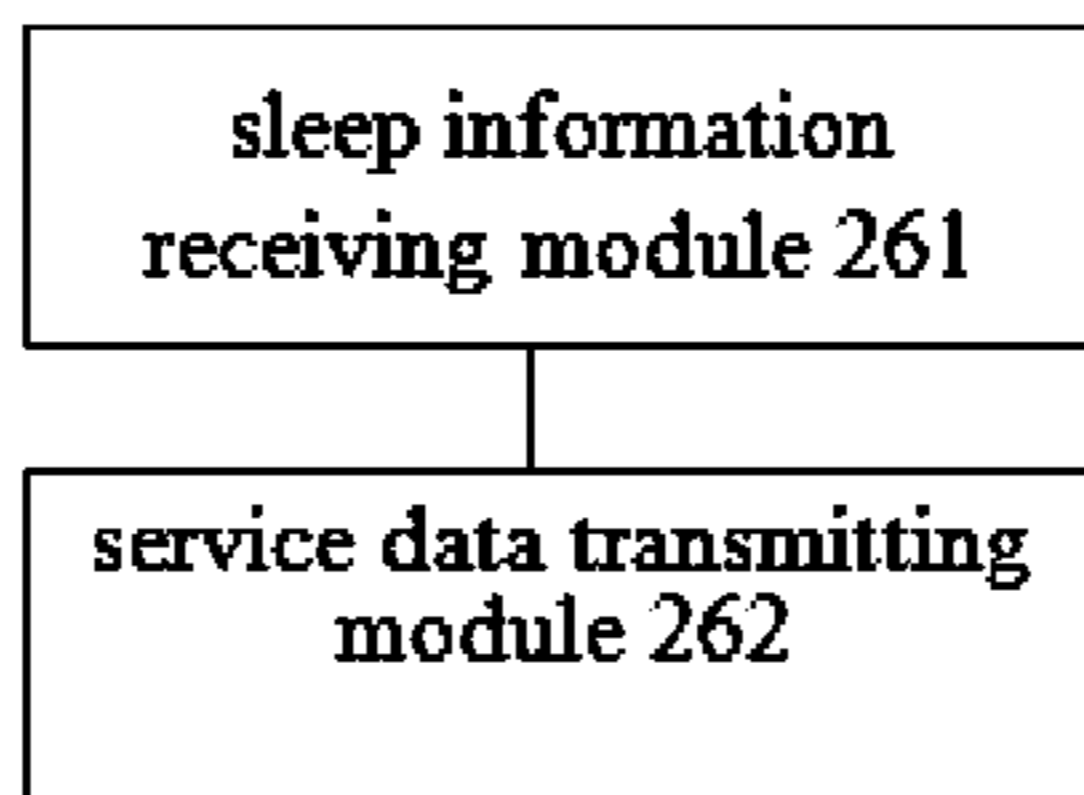 sleep information
receiving module 261
service data transmitting
module 262